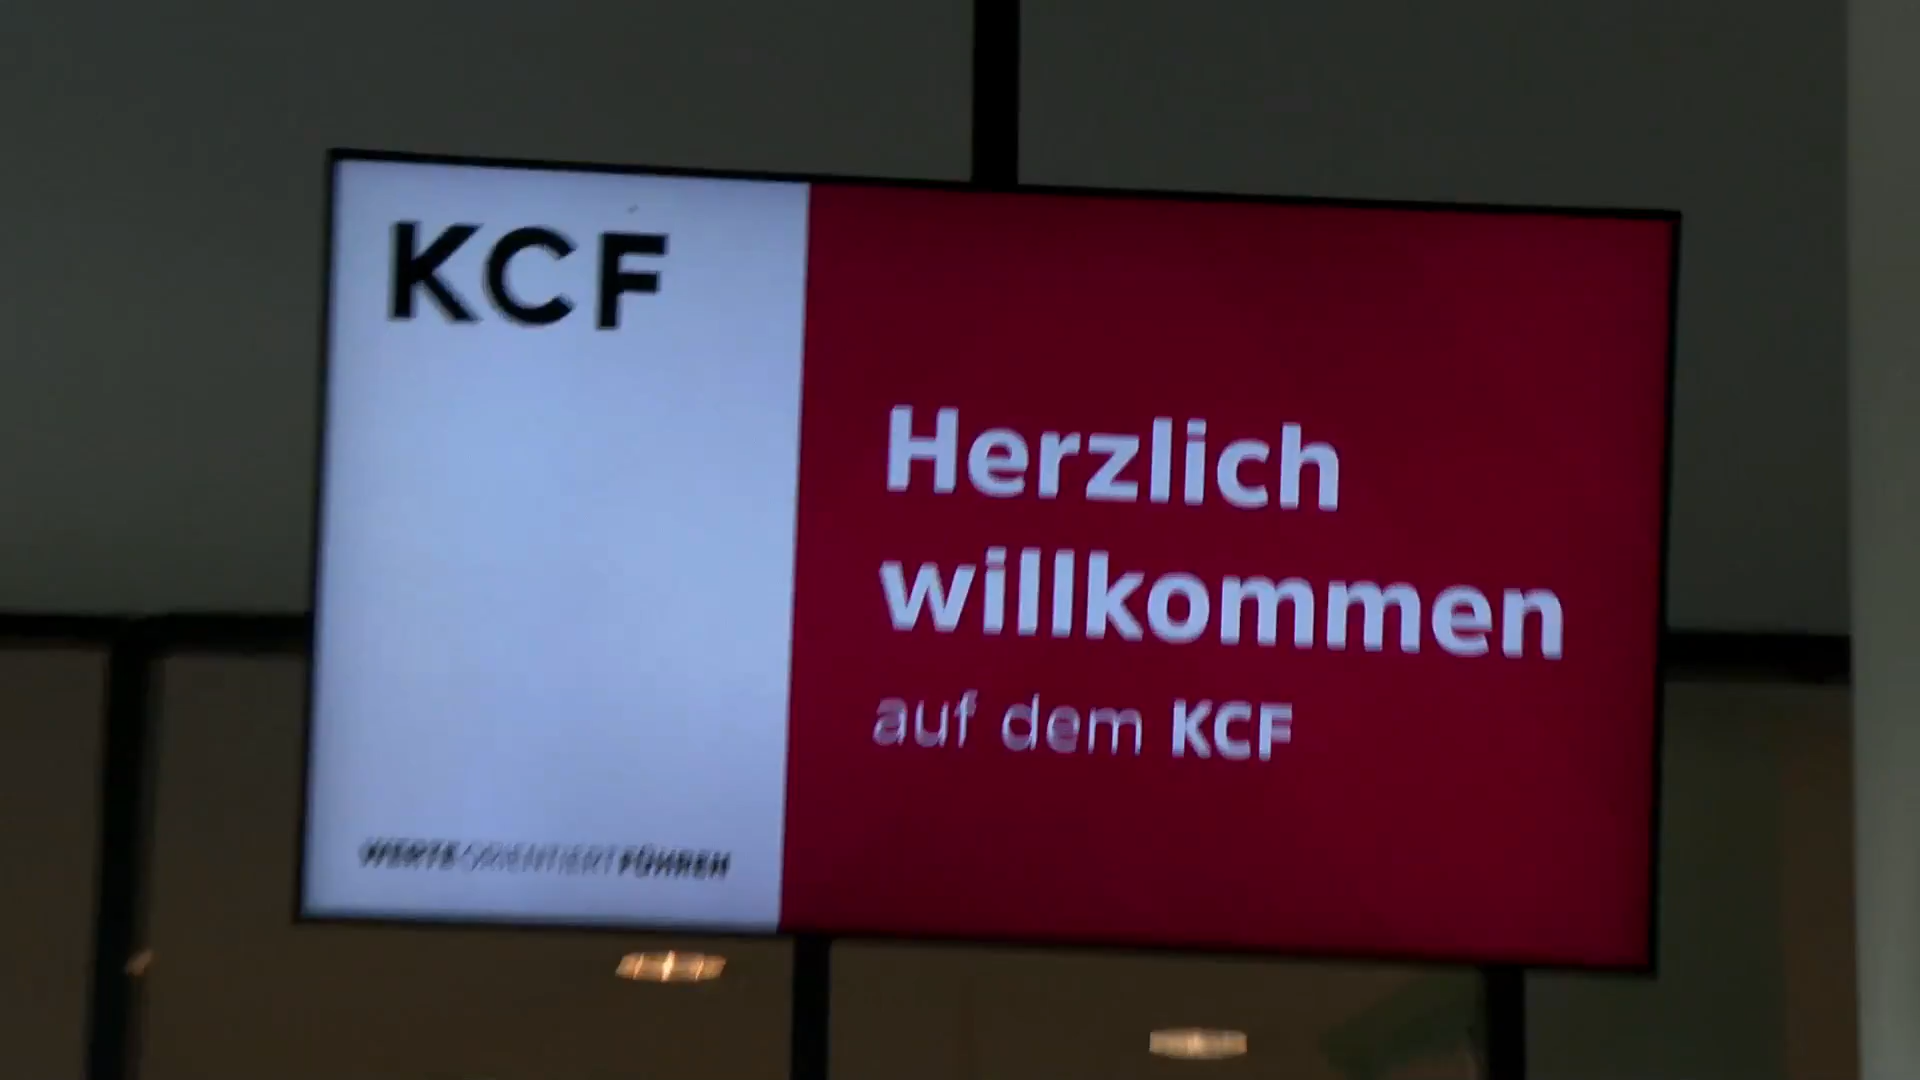 KCF
Herzlich
willkommen
auf dem KCF
WERTEORIENTIERTFÜHREN